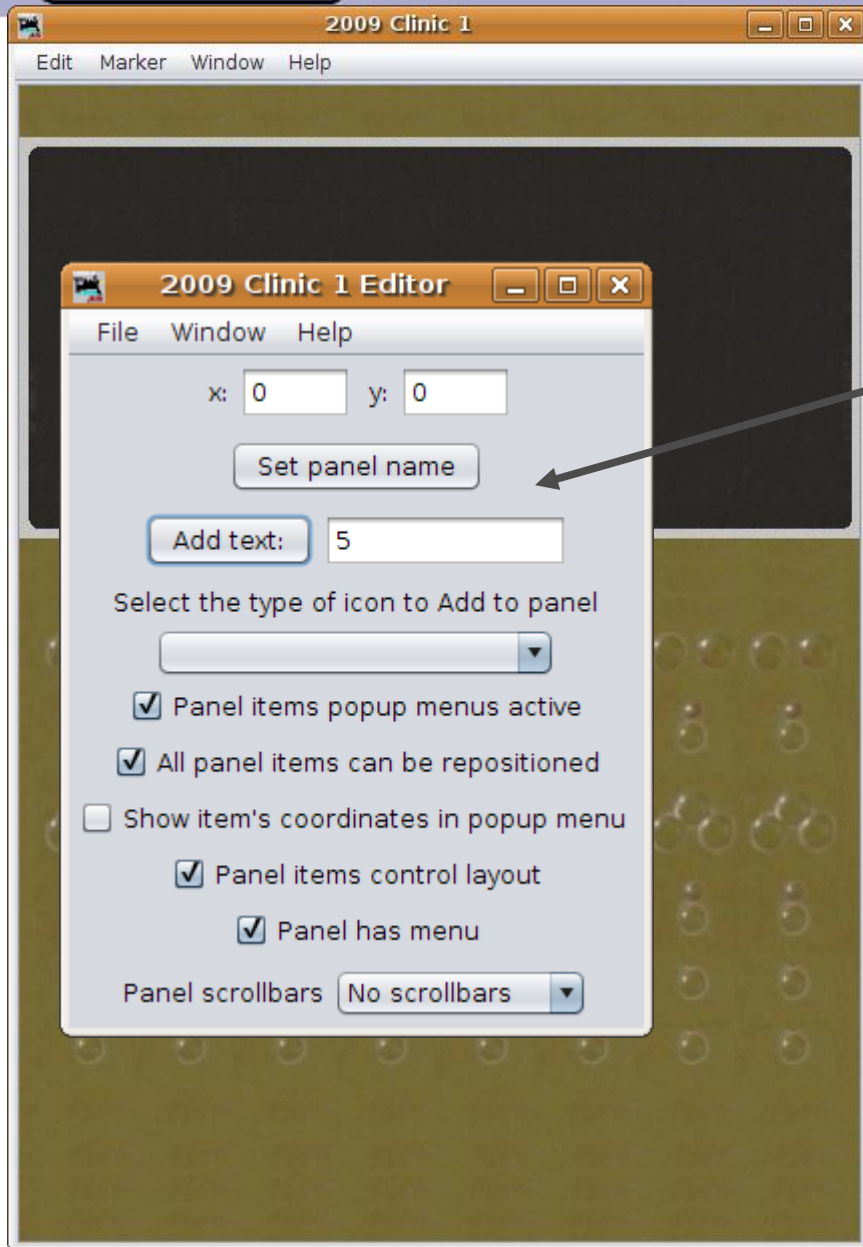 2009 Clinic 1
Edit Marker Window Help
2009 Clinic 1 Editor
File Window Help
x: 0 y: 0
Set panel name
Add text: 5
Select the type of icon to Add to panel
Panel items popup menus active
All panel items can be repositioned
Show item's coordinates in popup menu
Panel items control layout
Panel has menu
Panel scrollbars No scrollbars